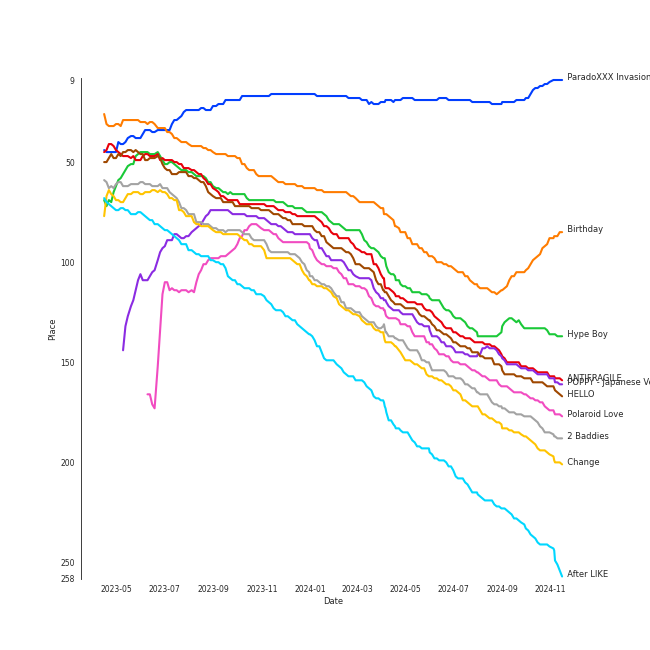 9
50
100
150
200
250
258
Place
2023-05 2023-07 2023-09 2023-11 2024-01 2024-03 2024-05 2024-07 2024-09 2024-11
Date
ParadoXXX Invasion
Birthday
Hype Boy
ANTIFRAGILE
POPPY - Japanese Ve
HELLO
Polaroid Love
2 Baddies
Change
After LIKE